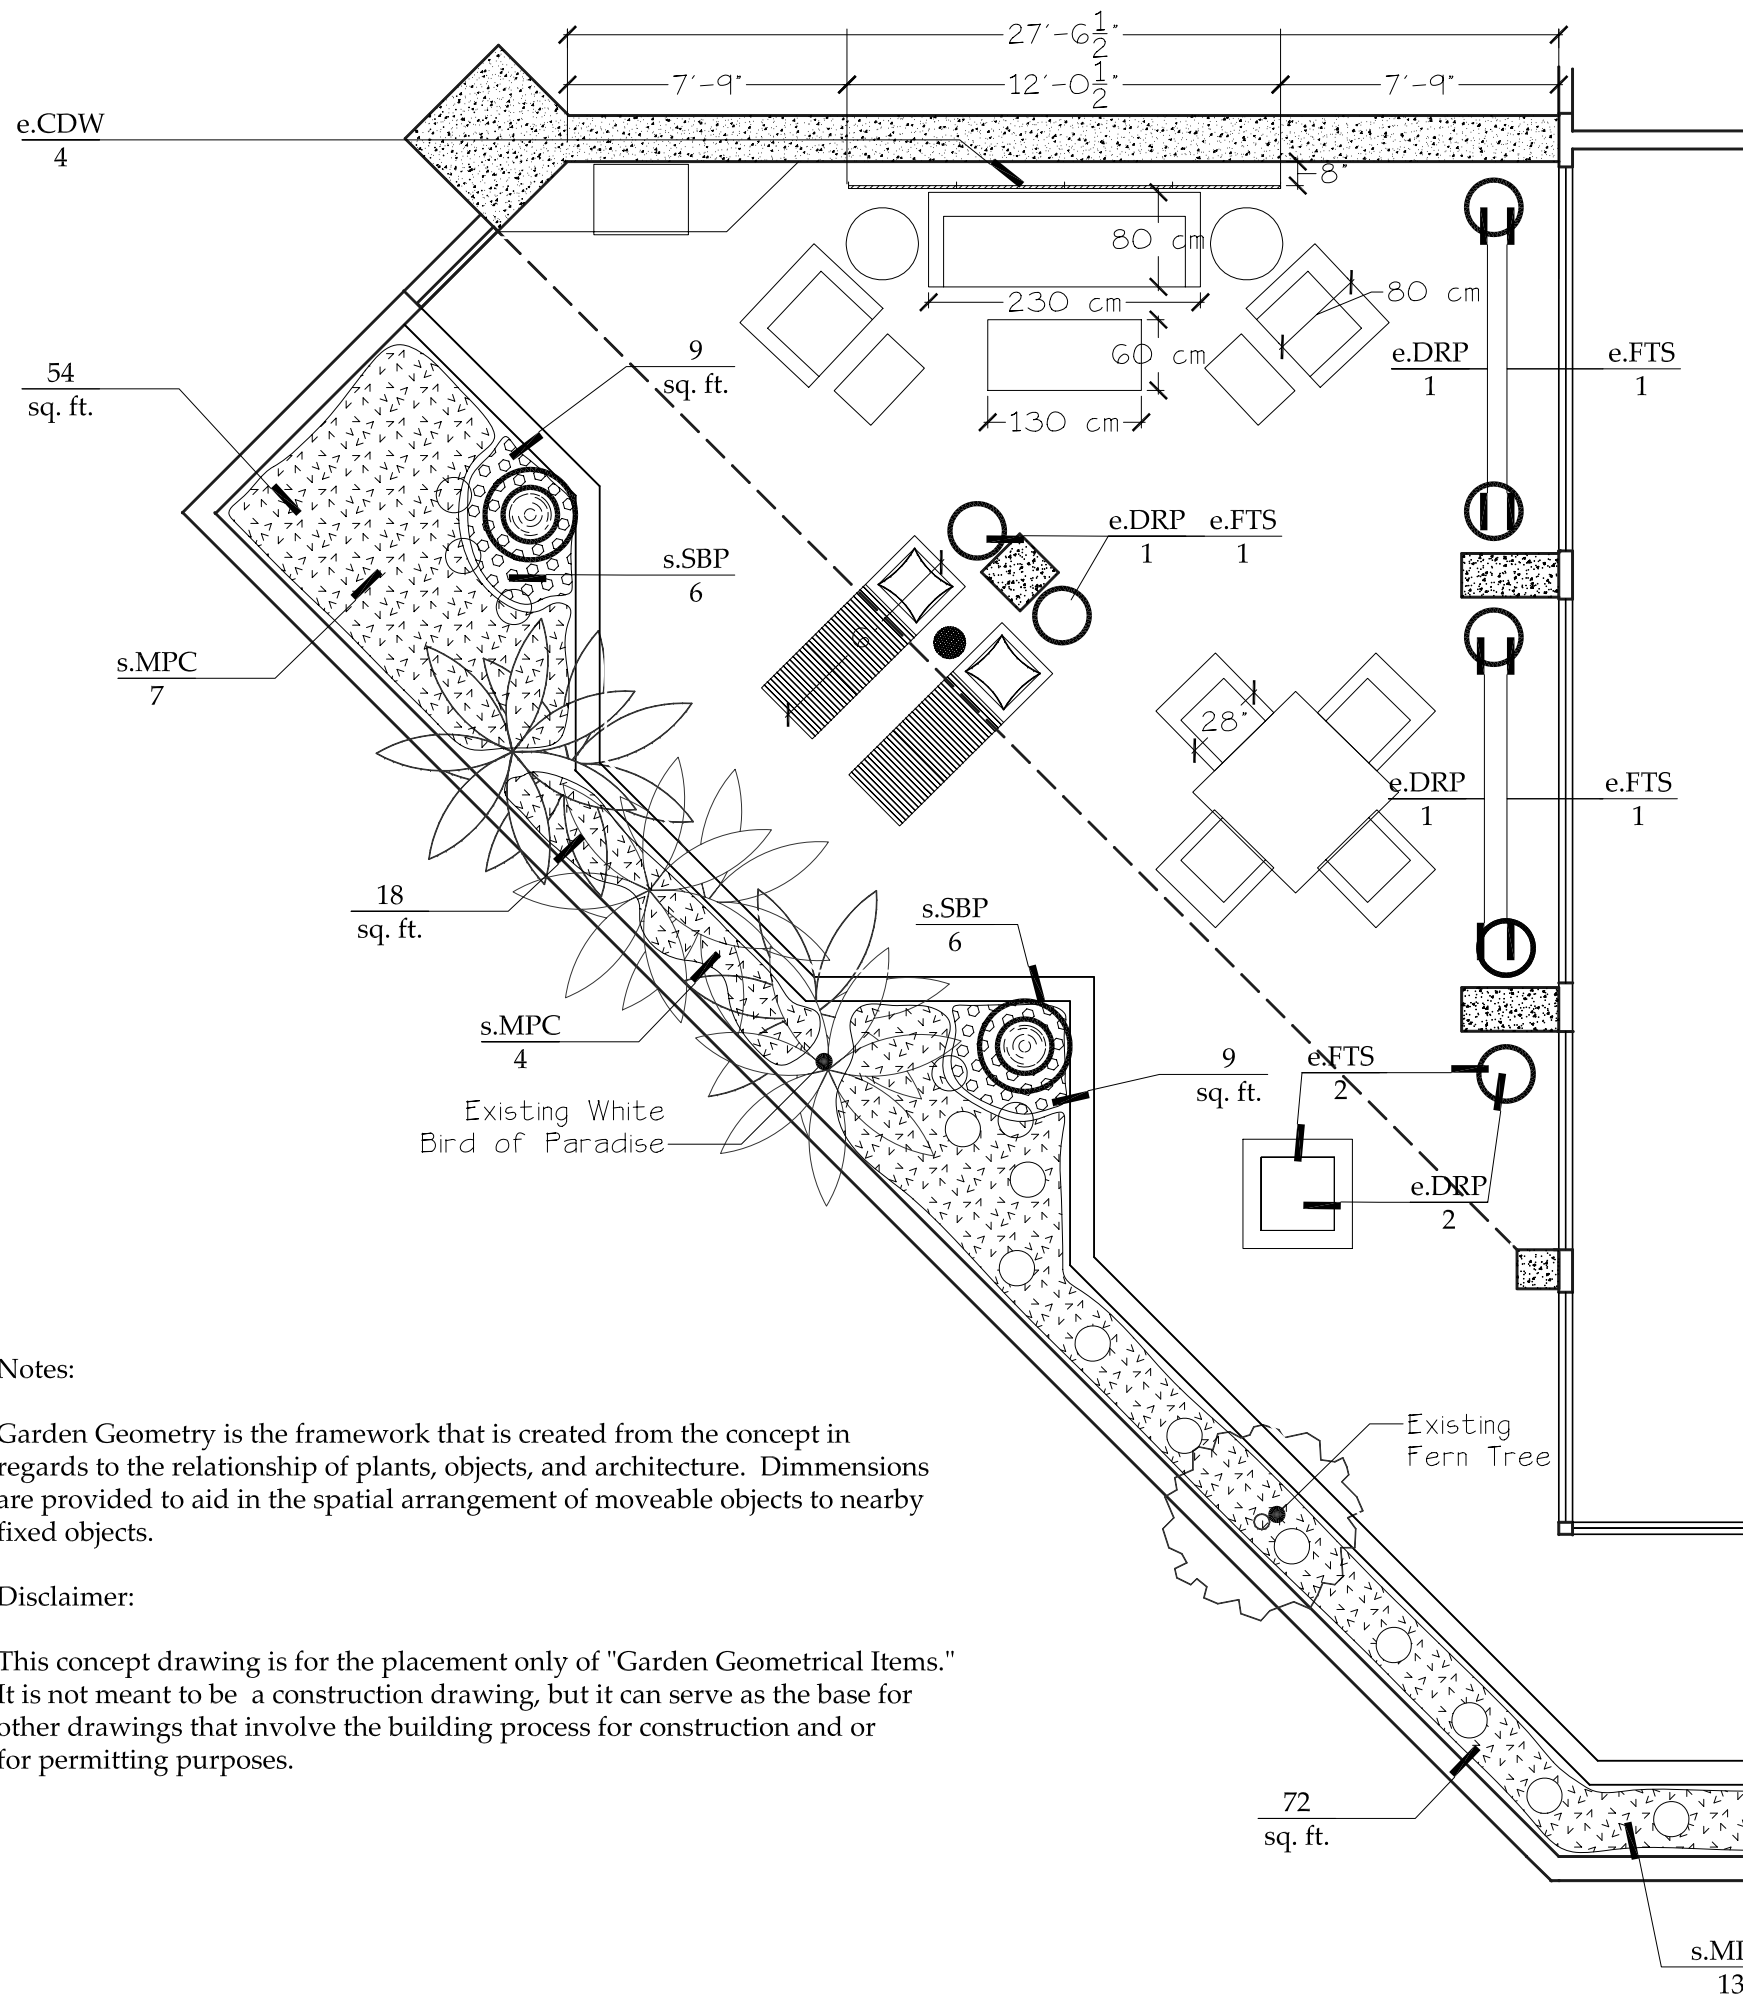 27'-6 1/2"
7'-9"
12'-0 1/2"
7'-9"
e.CDW
4
8"
80 cm
230 cm
80 cm
60 cm
130 cm
9
sq. ft.
54
sq. ft.
e.DRP
1
e.FTS
1
e.DRP
1
e.FTS
1
s.SBP
6
s.MPC
7
28"
e.DRP
1
e.FTS
1
18
sq. ft.
s.SBP
6
s.MPC
4
9
sq. ft.
e.FTS
2
Existing White
Bird of Paradise
e.DRP
2
Notes:
Garden Geometry is the framework that is created from the concept in
regards to the relationship of plants, objects, and architecture.  Dimmensions
are provided to aid in the spatial arrangement of moveable objects to nearby
fixed objects.
Existing
Fern Tree
Disclaimer:
This concept drawing is for the placement only of "Garden Geometrical Items."
It is not meant to be  a construction drawing, but it can serve as the base for
other drawings that involve the building process for construction and or
for permitting purposes.
72
sq. ft.
13